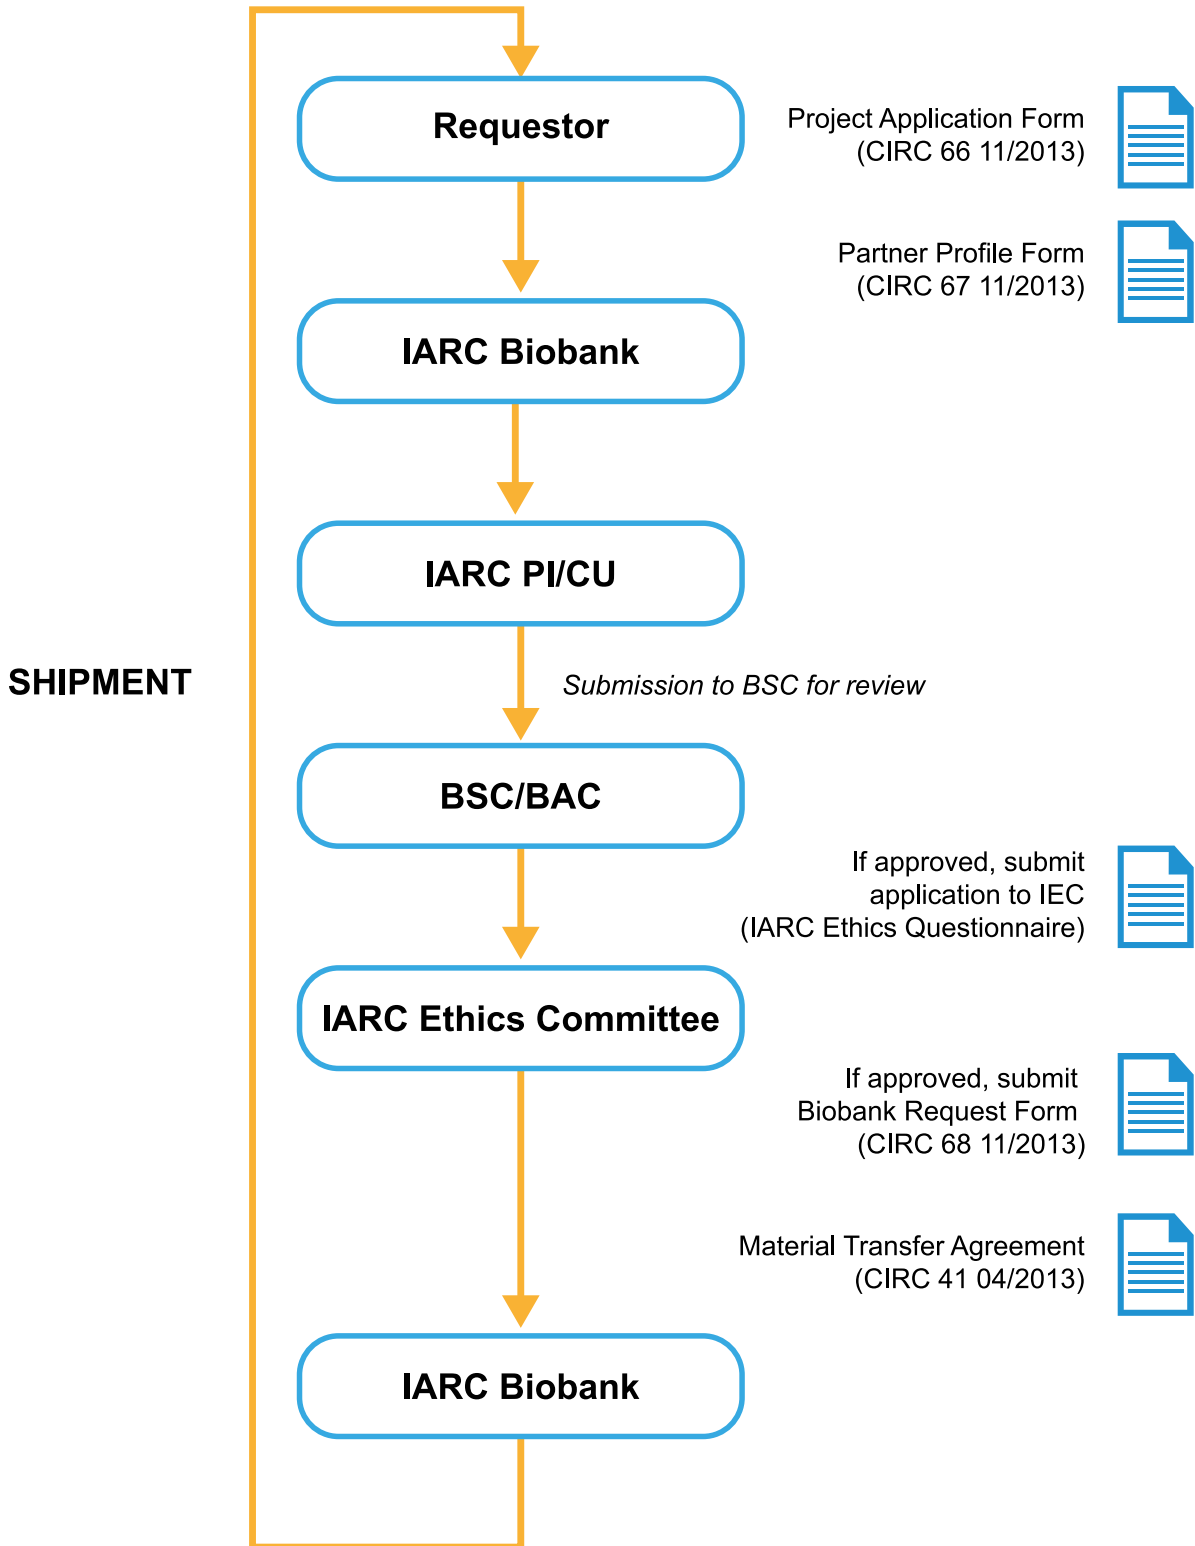 Requestor
Project Application Form
(CIRC 66 11/2013)
Partner Profile Form
(CIRC 67 11/2013)
IARC Biobank
IARC PI/CU
SHIPMENT
Submission to BSC for review
BSC/BAC
If approved, submit
application to IEC
(IARC Ethics Questionnaire)
IARC Ethics Committee
If approved, submit
Biobank Request Form
(CIRC 68 11/2013)
Material Transfer Agreement
(CIRC 41 04/2013)
IARC Biobank